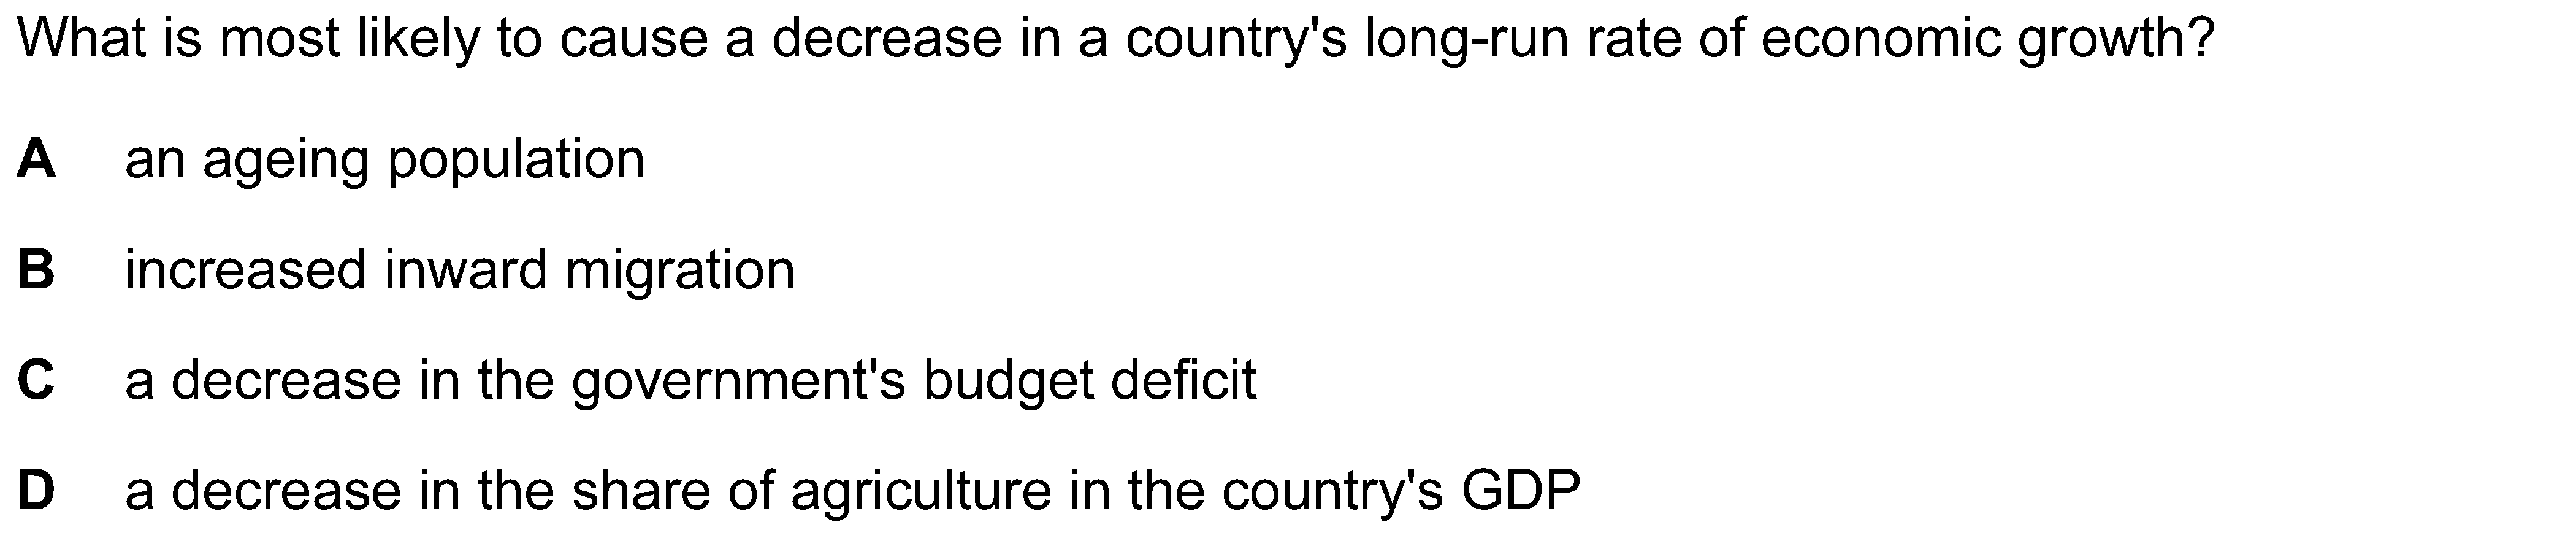 What is most likely to cause a decrease in a country's long-run rate of economic growth?
A an ageing population
B increased inward migration
C a decrease in the government's budget deficit
D a decrease in the share of agriculture in the country's GDP